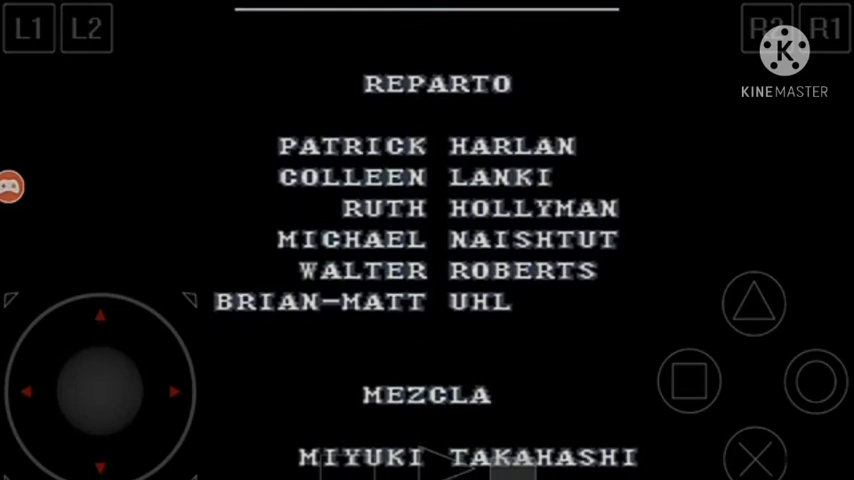 L1 L2 R2 R1
K
KINEMASTER
REPARTO
PATRICK HARLAN
COLLEEN LANKI
RUTH HOLLYMAN
MICHAEL NAISHTUT
WALTER ROBERTS
BRIAN-MATT UHL
MEZCLA
MIYUKI TAKAHASHI